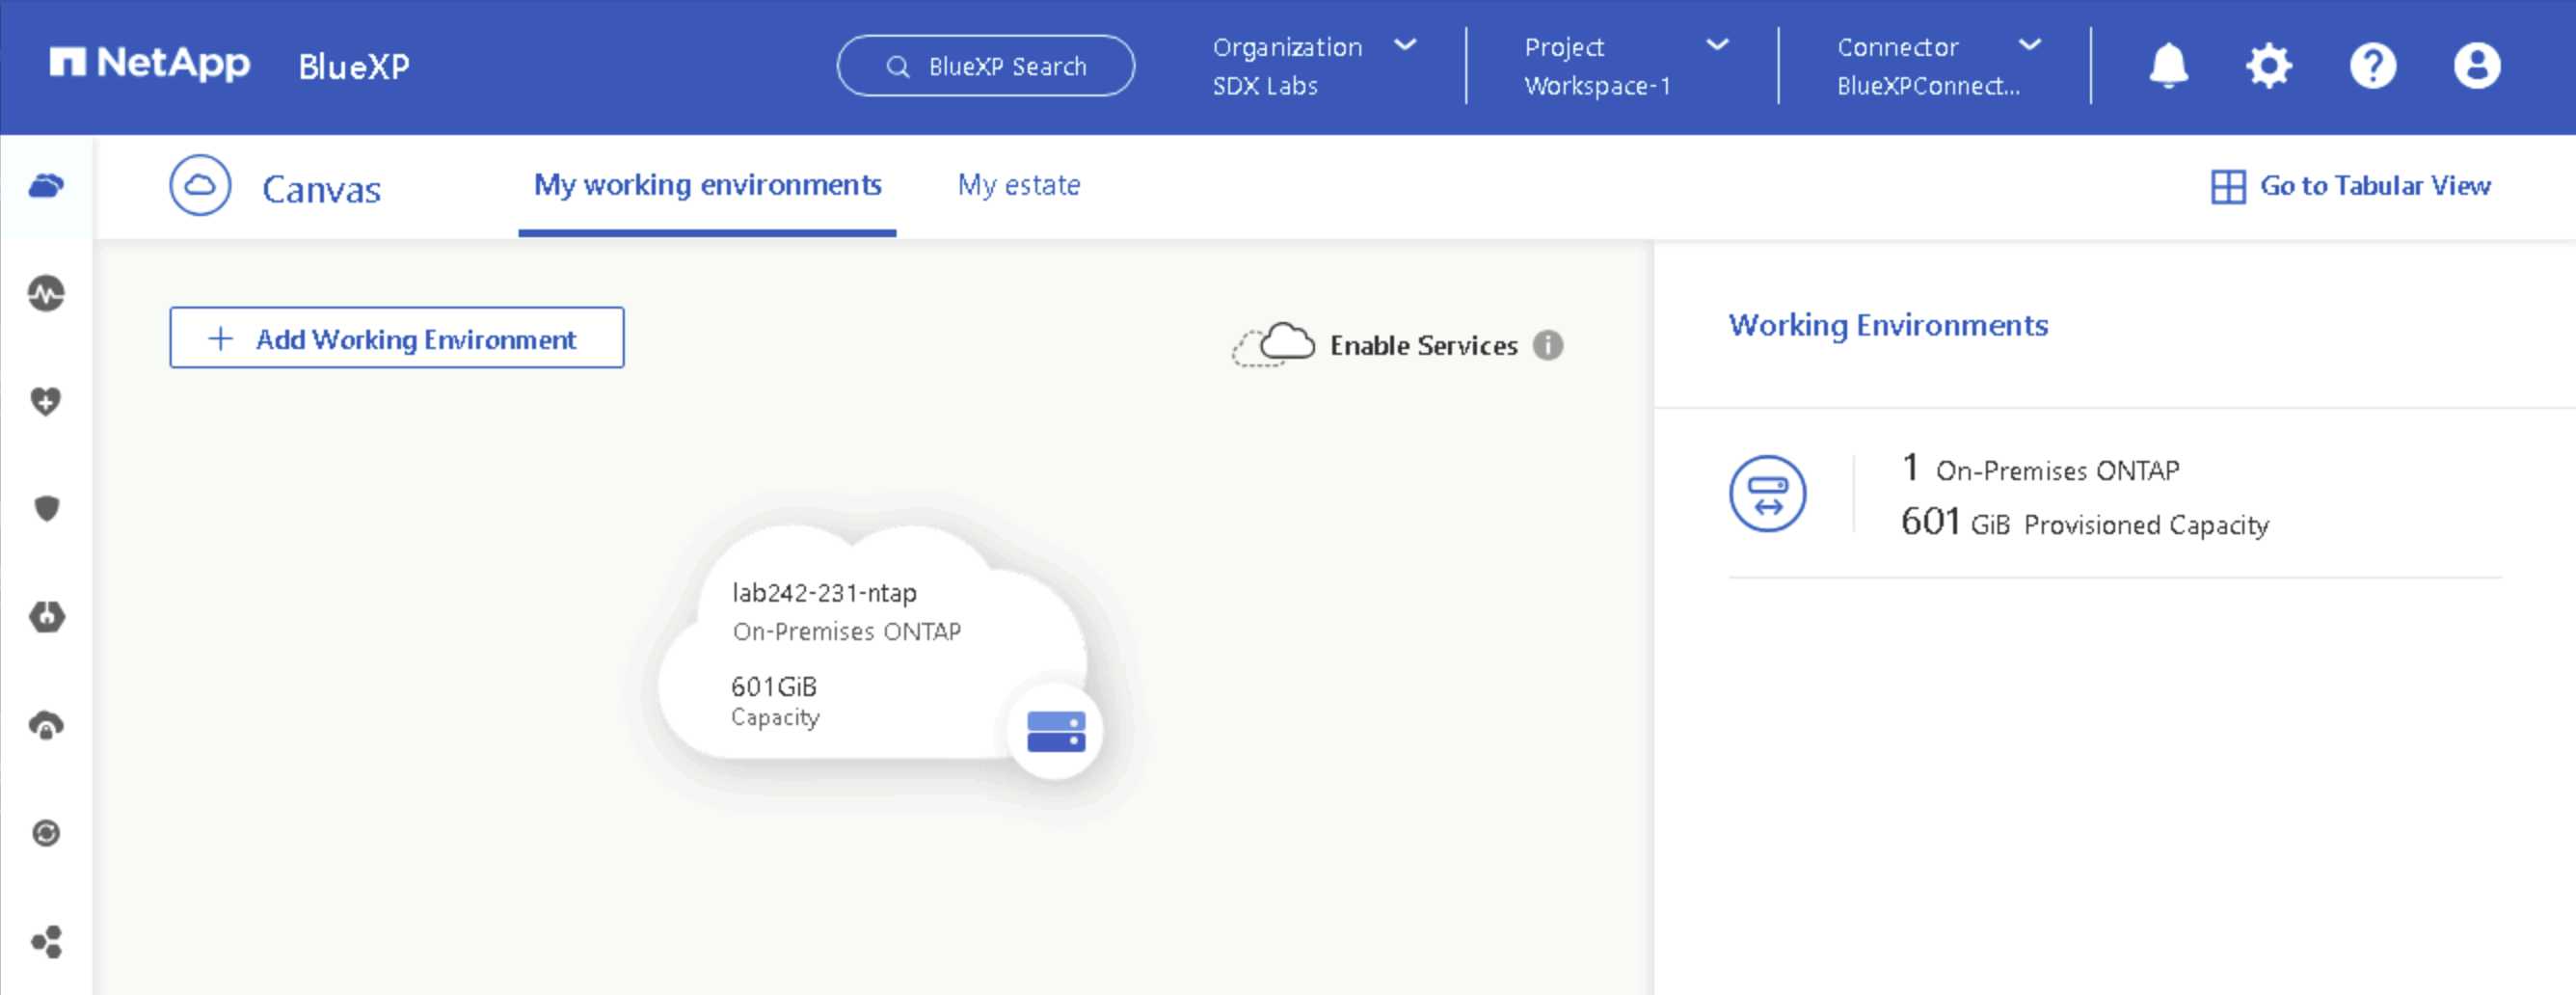 NetApp BlueXP
BlueXP Search
Organization
SDX Labs
Project
Workspace-1
Connector
BlueXPConnect...
Canvas
My working environments
My estate
Go to Tabular View
+ Add Working Environment
Enable Services
lab242-231-ntap
On-Premises ONTAP
601GiB
Capacity
Working Environments
1 On-Premises ONTAP
601 GiB Provisioned Capacity